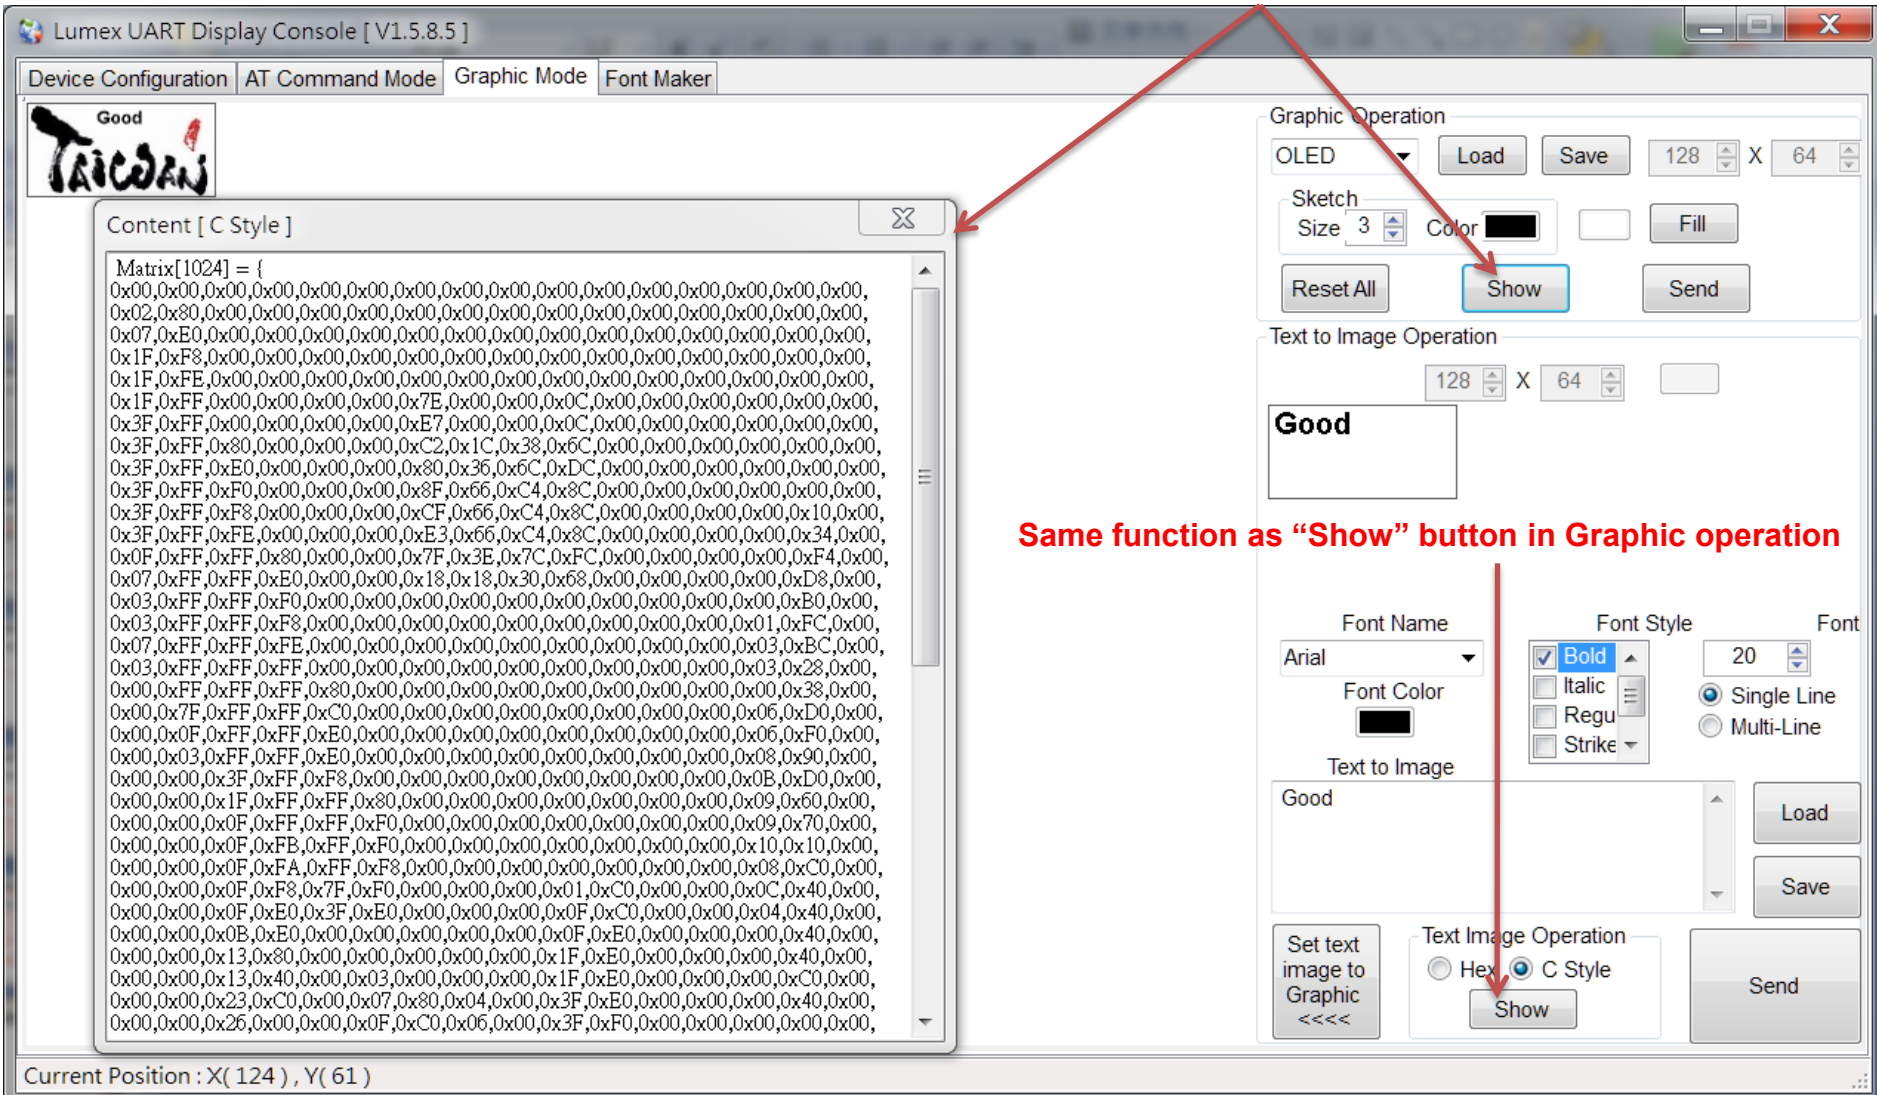 Lumex UART Display Console [ V1.5.8.5 ]
Device Configuration
AT Command Mode
Graphic Mode
Font Maker
Good
TAIWAN
Content [ C Style ]
Matrix[1024] = {
0x00,0x00,0x00,0x00,0x00,0x00,0x00,0x00,0x00,0x00,0x00,0x00,0x00,0x00,0x00,0x00,
0x02,0x80,0x00,0x00,0x00,0x00,0x00,0x00,0x00,0x00,0x00,0x00,0x00,0x00,0x00,0x00,
0x07,0xE0,0x00,0x00,0x00,0x00,0x00,0x00,0x00,0x00,0x00,0x00,0x00,0x00,0x00,0x00,
0x1F,0xF8,0x00,0x00,0x00,0x00,0x00,0x00,0x00,0x00,0x00,0x00,0x00,0x00,0x00,0x00,
0x1F,0xFE,0x00,0x00,0x00,0x00,0x00,0x00,0x00,0x00,0x00,0x00,0x00,0x00,0x00,0x00,
0x1F,0xFF,0x00,0x00,0x00,0x00,0x7E,0x00,0x00,0x0C,0x00,0x00,0x00,0x00,0x00,0x00,
0x3F,0xFF,0x00,0x00,0x00,0x00,0xE7,0x00,0x00,0x0C,0x00,0x00,0x00,0x00,0x00,0x00,
0x3F,0xFF,0x80,0x00,0x00,0x00,0xC2,0x1C,0x38,0x6C,0x00,0x00,0x00,0x00,0x00,0x00,
0x3F,0xFF,0xE0,0x00,0x00,0x00,0x80,0x36,0x6C,0xDC,0x00,0x00,0x00,0x00,0x00,0x00,
0x3F,0xFF,0xF0,0x00,0x00,0x00,0x8F,0x66,0xC4,0x8C,0x00,0x00,0x00,0x00,0x00,0x00,
0x3F,0xFF,0xF8,0x00,0x00,0x00,0xCF,0x66,0xC4,0x8C,0x00,0x00,0x00,0x00,0x10,0x00,
0x3F,0xFF,0xFE,0x00,0x00,0x00,0xE3,0x66,0xC4,0x8C,0x00,0x00,0x00,0x00,0x34,0x00,
0x0F,0xFF,0xFF,0x80,0x00,0x00,0x7F,0x3E,0x7C,0xFC,0x00,0x00,0x00,0x00,0xF4,0x00,
0x07,0xFF,0xFF,0xE0,0x00,0x00,0x18,0x18,0x30,0x68,0x00,0x00,0x00,0x00,0xD8,0x00,
0x03,0xFF,0xFF,0xF0,0x00,0x00,0x00,0x00,0x00,0x00,0x00,0x00,0x00,0x00,0xB0,0x00,
0x03,0xFF,0xFF,0xF8,0x00,0x00,0x00,0x00,0x00,0x00,0x00,0x00,0x00,0x01,0xFC,0x00,
0x07,0xFF,0xFF,0xFE,0x00,0x00,0x00,0x00,0x00,0x00,0x00,0x00,0x00,0x03,0xBC,0x00,
0x03,0xFF,0xFF,0xFF,0x00,0x00,0x00,0x00,0x00,0x00,0x00,0x00,0x00,0x03,0x28,0x00,
0x00,0xFF,0xFF,0xFF,0x80,0x00,0x00,0x00,0x00,0x00,0x00,0x00,0x00,0x00,0x38,0x00,
0x00,0x7F,0xFF,0xFF,0xC0,0x00,0x00,0x00,0x00,0x00,0x00,0x00,0x00,0x06,0xD0,0x00,
0x00,0x0F,0xFF,0xFF,0xE0,0x00,0x00,0x00,0x00,0x00,0x00,0x00,0x00,0x06,0xF0,0x00,
0x00,0x03,0xFF,0xFF,0xE0,0x00,0x00,0x00,0x00,0x00,0x00,0x00,0x00,0x08,0x90,0x00,
0x00,0x00,0x3F,0xFF,0xF8,0x00,0x00,0x00,0x00,0x00,0x00,0x00,0x00,0x0B,0xD0,0x00,
0x00,0x00,0x1F,0xFF,0xFF,0x80,0x00,0x00,0x00,0x00,0x00,0x00,0x00,0x09,0x60,0x00,
0x00,0x00,0x0F,0xFF,0xFF,0xF0,0x00,0x00,0x00,0x00,0x00,0x00,0x00,0x09,0x70,0x00,
0x00,0x00,0x0F,0xFB,0xFF,0xF0,0x00,0x00,0x00,0x00,0x00,0x00,0x00,0x10,0x10,0x00,
0x00,0x00,0x0F,0xFA,0xFF,0xF8,0x00,0x00,0x00,0x00,0x00,0x00,0x00,0x08,0xC0,0x00,
0x00,0x00,0x0F,0xF8,0x7F,0xF0,0x00,0x00,0x00,0x01,0xC0,0x00,0x00,0x0C,0x40,0x00,
0x00,0x00,0x0F,0xE0,0x3F,0xE0,0x00,0x00,0x00,0x0F,0xC0,0x00,0x00,0x04,0x40,0x00,
0x00,0x00,0x0B,0xE0,0x00,0x00,0x00,0x00,0x00,0x0F,0xE0,0x00,0x00,0x00,0x40,0x00,
0x00,0x00,0x13,0x80,0x00,0x00,0x00,0x00,0x00,0x1F,0xE0,0x00,0x00,0x00,0x40,0x00,
0x00,0x00,0x13,0x40,0x00,0x03,0x00,0x00,0x00,0x1F,0xE0,0x00,0x00,0x00,0xC0,0x00,
0x00,0x00,0x23,0xC0,0x00,0x07,0x80,0x04,0x00,0x3F,0xE0,0x00,0x00,0x00,0x40,0x00,
0x00,0x00,0x26,0x00,0x00,0x0F,0xC0,0x06,0x00,0x3F,0xF0,0x00,0x00,0x00,0x00,0x00,
Graphic Operation
OLED
Load
Save
128 X 64
Sketch
Size 3 Color
Fill
Reset All
Show
Send
Text to Image Operation
128 X 64
Good
Same function as “Show” button in Graphic operation
Font Name
Font Style
Font
Arial
Bold
Italic
Regu
Strike
20
Single Line
Multi-Line
Font Color
Text to Image
Good
Load
Save
Set text
image to
Graphic
<<<<
Text Image Operation
Hex
C Style
Show
Send
Current Position : X( 124 ) , Y( 61 )